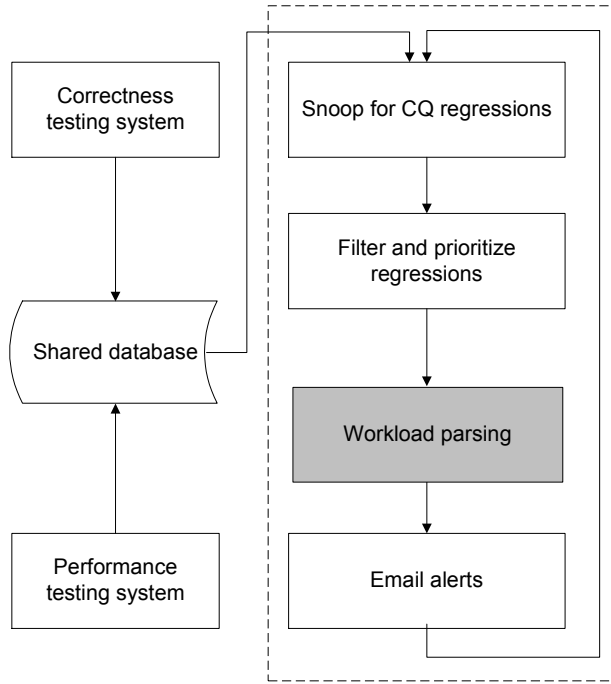 Correctness
testing system
Shared database
Performance
testing system
Snoop for CQ regressions
Filter and prioritize
regressions
Workload parsing
Email alerts